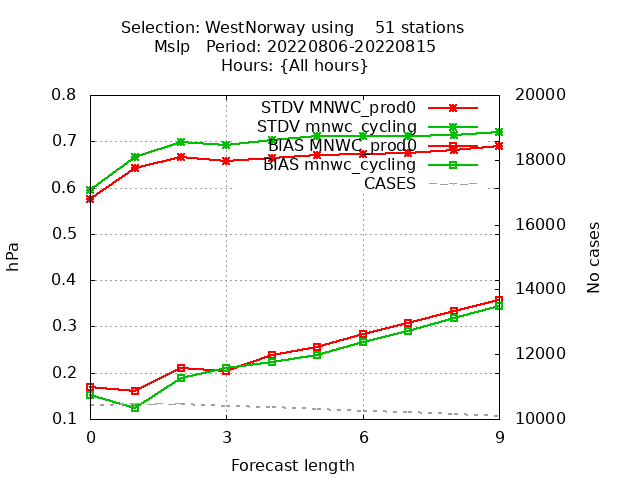 Selection: WestNorway using    51 stations
Mslp   Period: 20220806-20220815
Hours: {All hours}
0.8
0.7
0.6
0.5
0.4
0.3
0.2
0.1
hPa
STDV MNWC_prod0
STDV mnwc_cycling
BIAS MNWC_prod0
BIAS mnwc_cycling
CASES
20000
18000
16000
14000
12000
10000
No cases
0 3 6 9
Forecast length